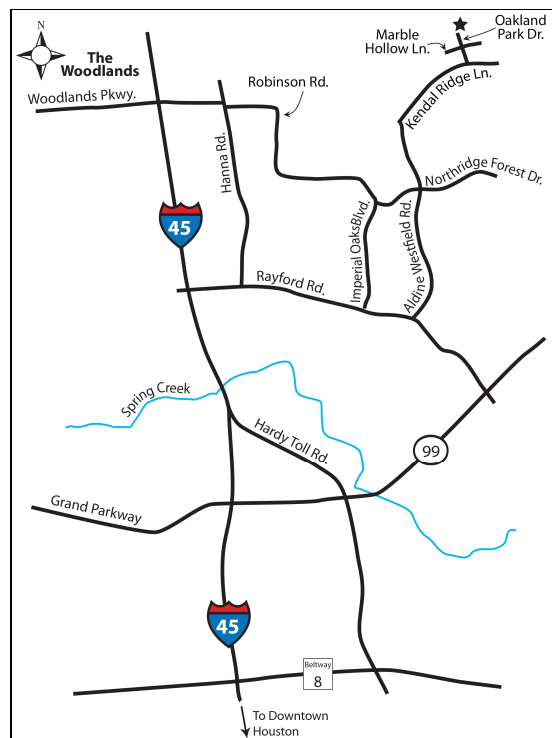 N
The
Woodlands
Marble
Hollow Ln.
Oakland
Park Dr.
Robinson Rd.
Woodlands Pkwy.
Kendal Ridge Ln.
Hanna Rd.
Northridge Forest Dr.
Imperial OaksBlvd.
Aldine Westfield Rd.
45
Rayford Rd.
Spring Creek
Hardy Toll Rd.
99
Grand Parkway
45
Beltway
8
To Downtown
Houston